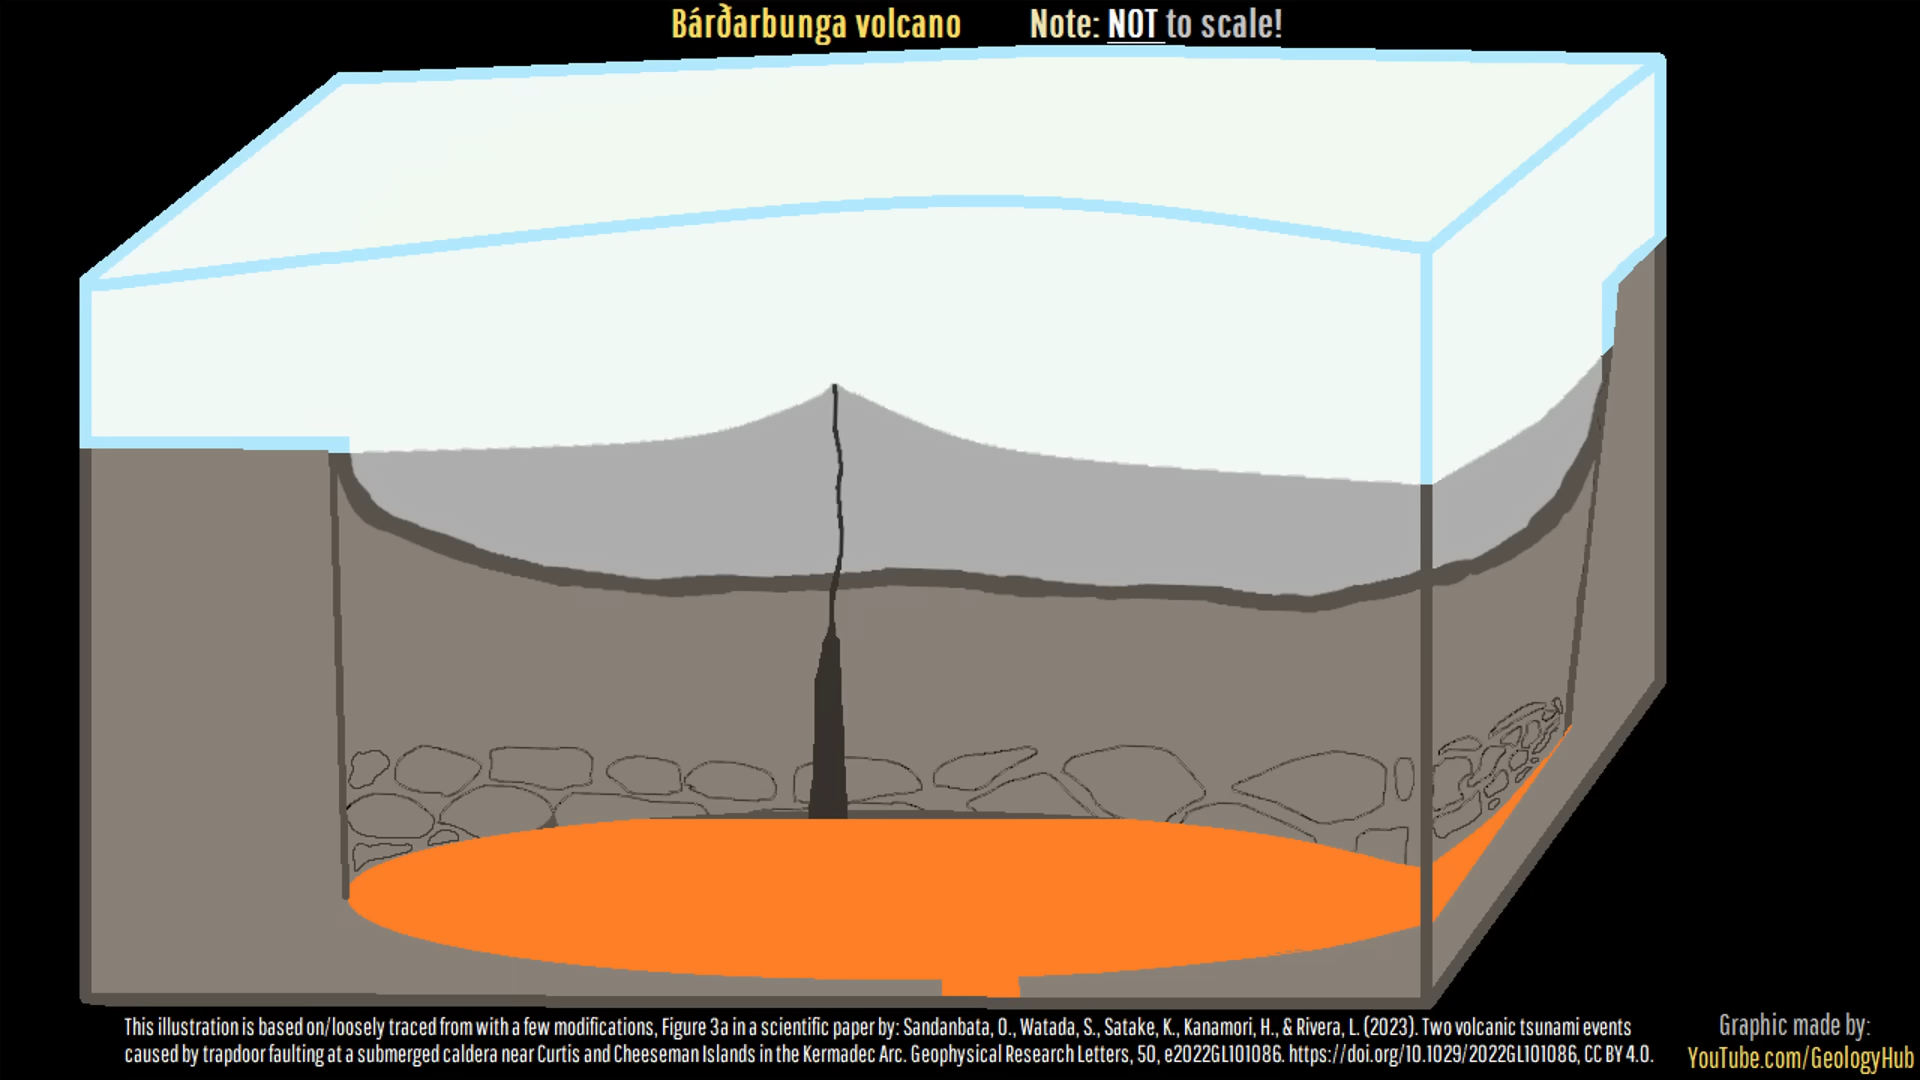 Bárðarbunga volcano Note: NOT to scale!
This illustration is based on/loosely traced from with a few modifications, Figure 3a in a scientific paper by: Sandanbata, O., Watada, S., Satake, K., Kanamori, H., & Rivera, L. (2023). Two volcanic tsunami events
caused by trapdoor faulting at a submerged caldera near Curtis and Cheeseman Islands in the Kermadec Arc. Geophysical Research Letters, 50, e2022GL101086. https://doi.org/10.1029/2022GL101086, CC BY 4.0.
Graphic made by:
YouTube.com/GeologyHub